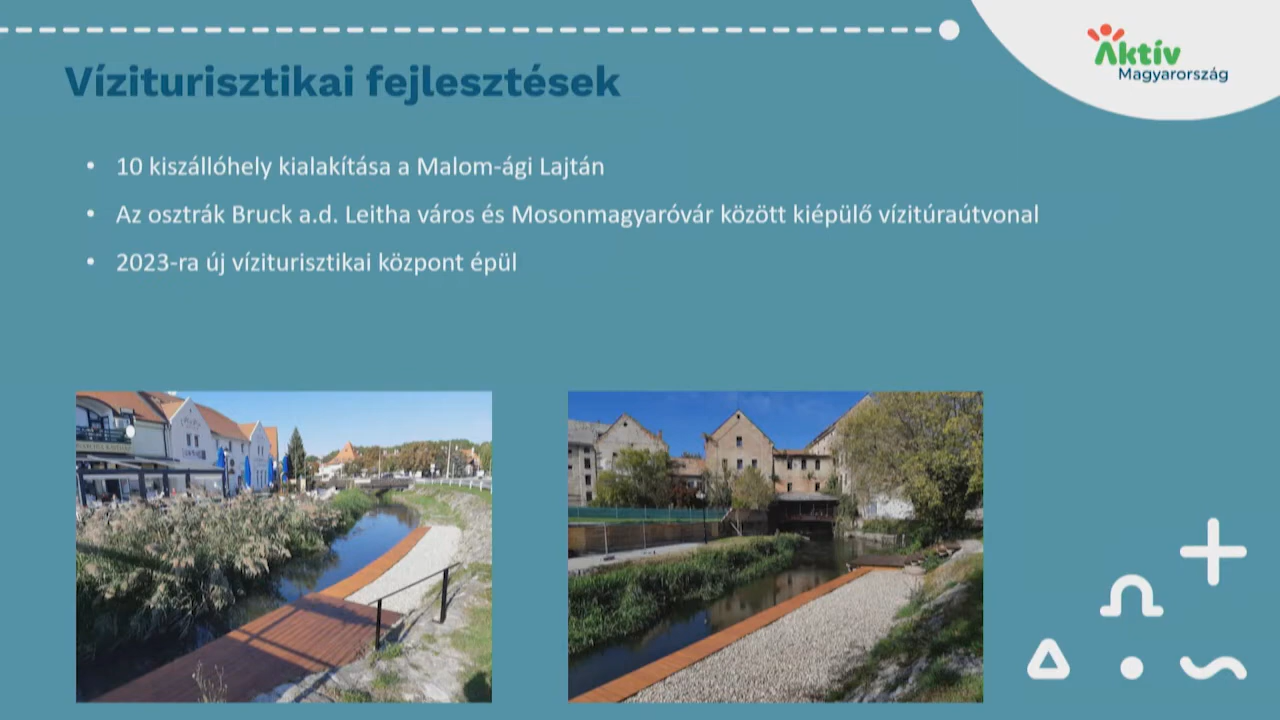 Aktív
Magyarország
Víziturisztikai fejlesztések
• 10 kiszállóhely kialakítása a Malom-ági Lajtán
• Az osztrák Bruck a.d. Leitha város és Mosonmagyaróvár között kiépülő vízitúraútvonal
• 2023-ra új víziturisztikai központ épül